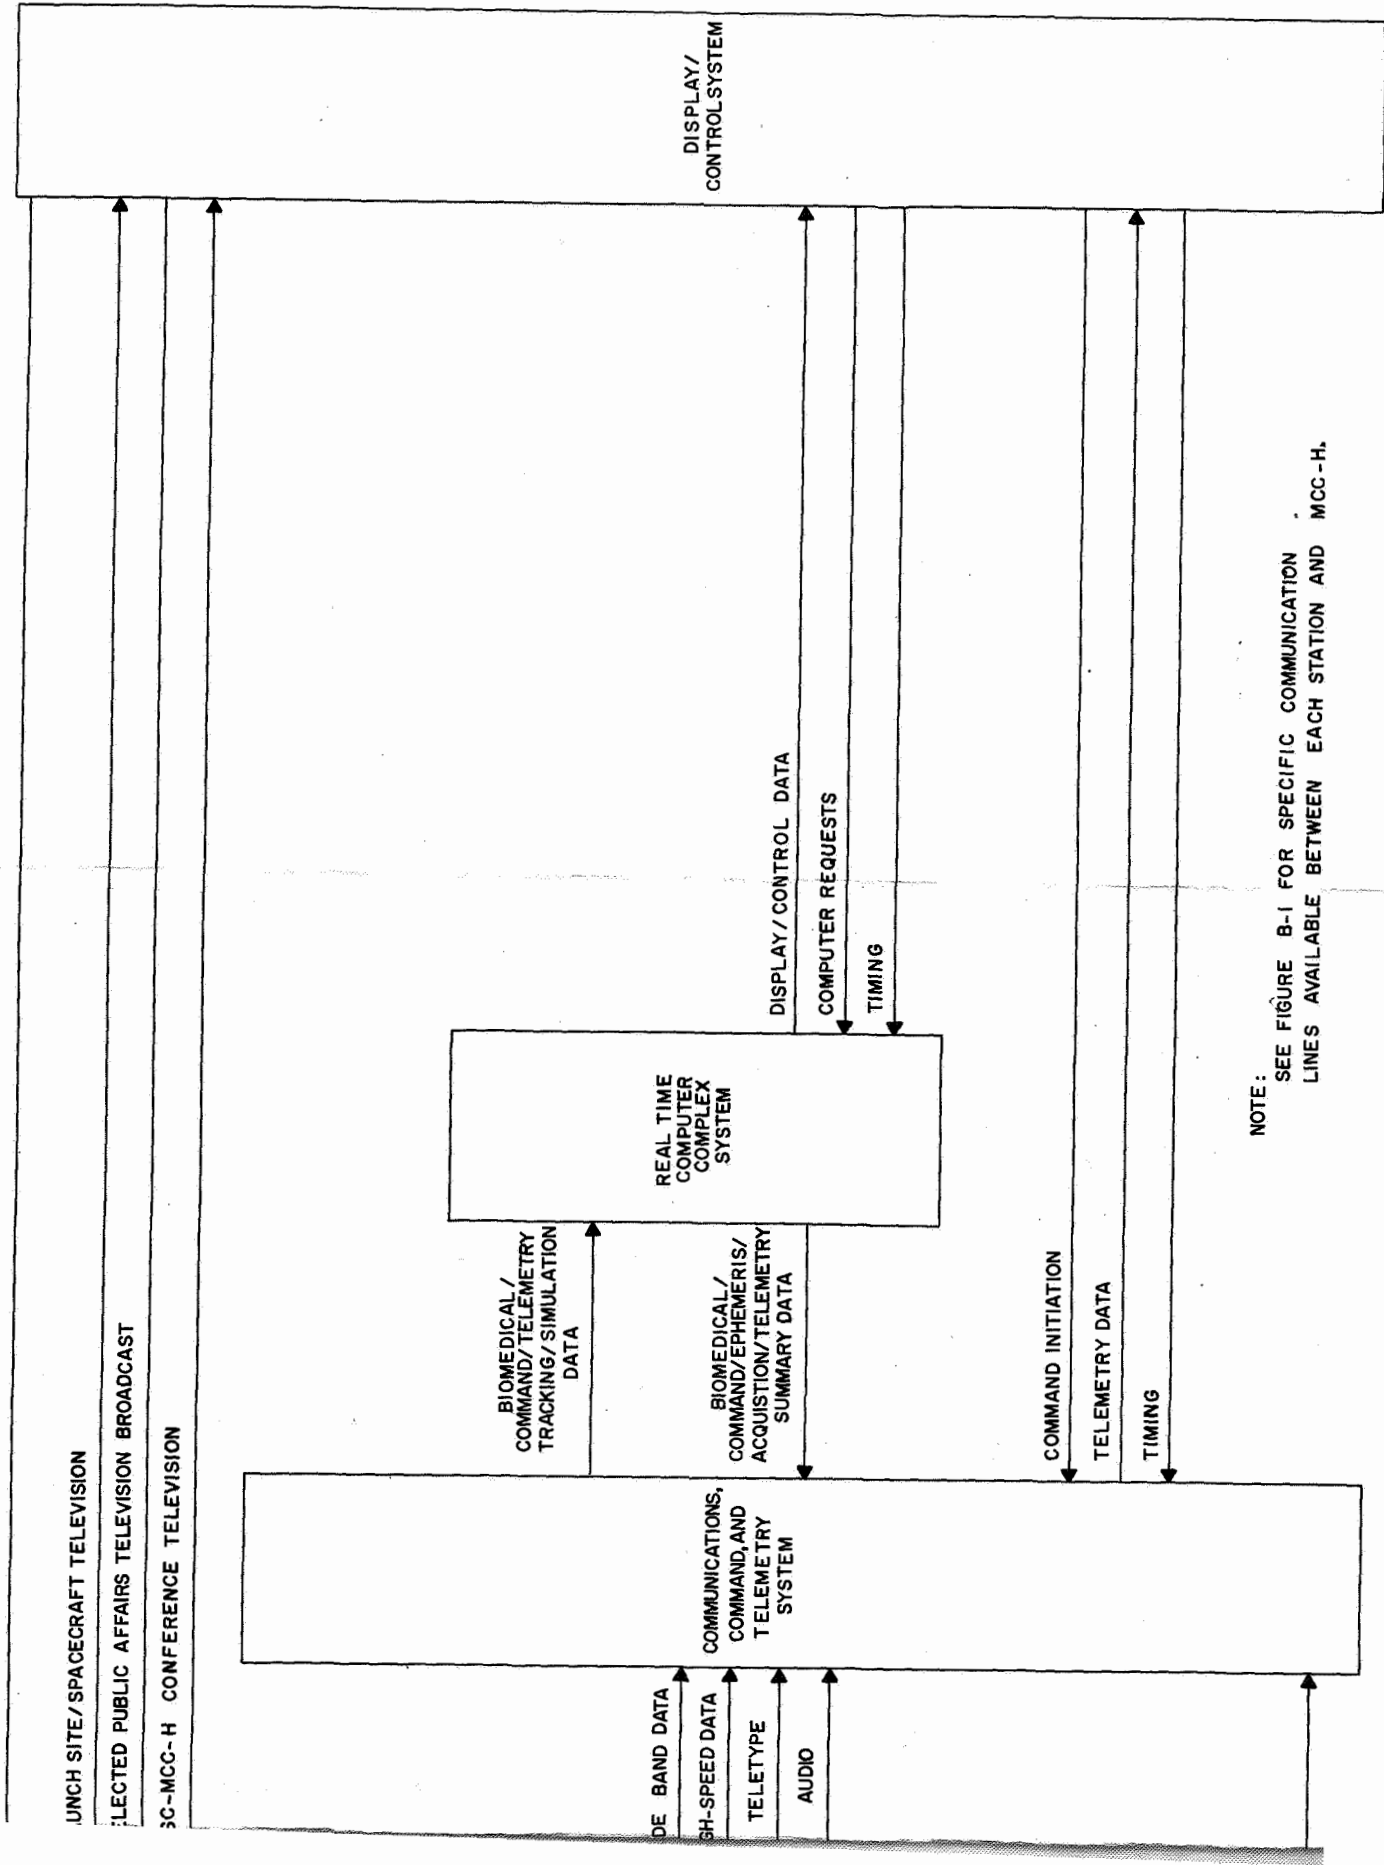 UNCH SITE/SPACECRAFT TELEVISION
LECTED PUBLIC AFFAIRS TELEVISION BROADCAST
SC-MCC-H CONFERENCE TELEVISION
BIOMEDICAL/
COMMAND/TELEMETRY
TRACKING/SIMULATION
DATA
DE BAND DATA
GH-SPEED DATA
TELETYPE
AUDIO
COMMUNICATIONS,
COMMAND, AND
TELEMETRY
SYSTEM
BIOMEDICAL/
COMMAND/EPHEMERIS/
ACQUISTION/TELEMETRY
SUMMARY DATA
REAL TIME
COMPUTER
COMPLEX
SYSTEM
DISPLAY/CONTROL DATA
COMPUTER REQUESTS
TIMING
DISPLAY/
CONTROLSYSTEM
COMMAND INITIATION
TELEMETRY DATA
TIMING
NOTE:
SEE FIGURE B-1 FOR SPECIFIC COMMUNICATION
LINES AVAILABLE BETWEEN EACH STATION AND MCC-H.